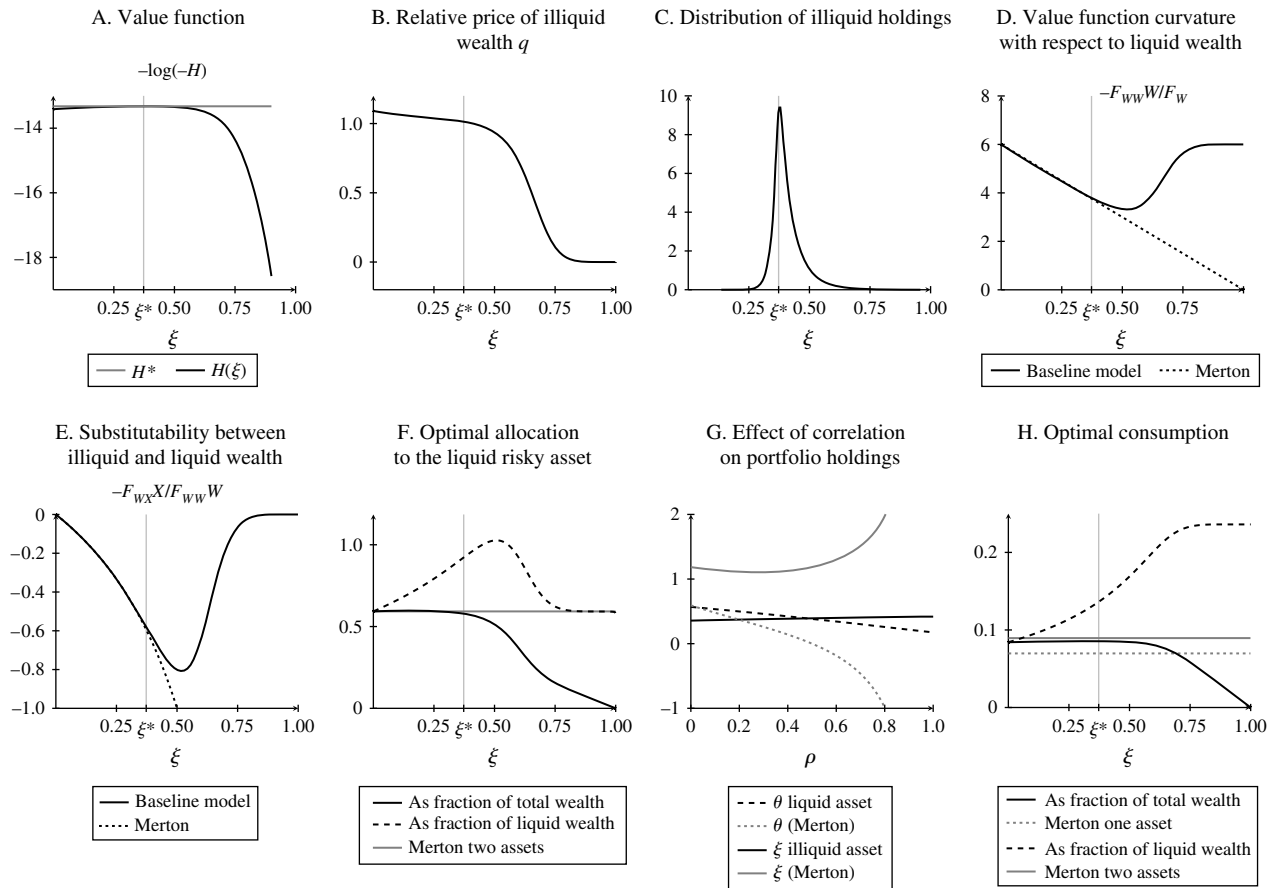 A. Value function
–log(–H)
–14
–16
–18
0.25 ξ* 0.50 0.75 1.00
ξ
H* H(ξ)
B. Relative price of illiquid
wealth q
1.0
0.5
0
0.25 ξ* 0.50 0.75 1.00
ξ
C. Distribution of illiquid holdings
10
8
6
4
2
0
0.25 ξ* 0.50 0.75 1.00
ξ
D. Value function curvature
with respect to liquid wealth
–F_WW W/F_W
8
6
4
2
0
0.25 ξ* 0.50 0.75
ξ
Baseline model Merton
E. Substitutability between
illiquid and liquid wealth
–F_WX X/F_WW W
0
–0.2
–0.4
–0.6
–0.8
–1.0
0.25 ξ* 0.50 0.75 1.00
ξ
Baseline model
Merton
F. Optimal allocation
to the liquid risky asset
1.0
0.5
0
0.25 ξ* 0.50 0.75 1.00
ξ
As fraction of total wealth
As fraction of liquid wealth
Merton two assets
G. Effect of correlation
on portfolio holdings
2
1
0
–1
0 0.2 0.4 0.6 0.8 1.0
ρ
θ liquid asset
θ (Merton)
ξ illiquid asset
ξ (Merton)
H. Optimal consumption
0.2
0.1
0
0.25 ξ* 0.50 0.75 1.00
ξ
As fraction of total wealth
Merton one asset
As fraction of liquid wealth
Merton two assets